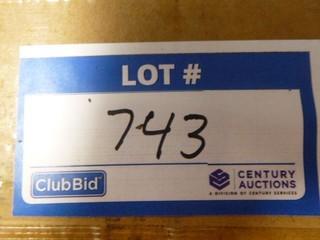 LOT #
743
ClubBid
CENTURY
AUCTIONS
A DIVISION OF CENTURY SERVICES